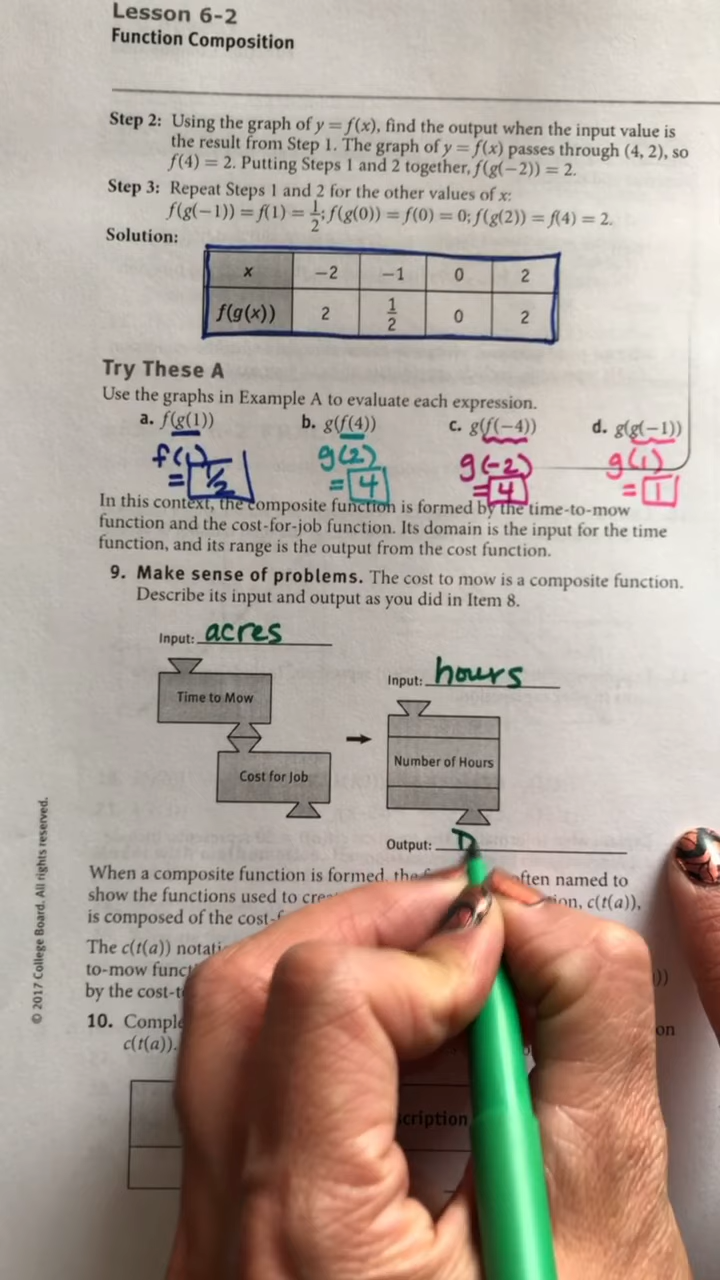 Lesson 6-2
Function Composition
Step 2: Using the graph of y = f(x), find the output when the input value is
the result from Step 1. The graph of y = f(x) passes through (4, 2), so
f(4) = 2. Putting Steps 1 and 2 together, f(g(−2)) = 2.
Step 3: Repeat Steps 1 and 2 for the other values of x:
f(g(−1)) = f(1) = 1/2; f(g(0)) = f(0) = 0; f(g(2)) = f(4) = 2.
Solution:
x −2 −1 0 2
f(g(x)) 2 1/2 0 2
Try These A
Use the graphs in Example A to evaluate each expression.
a. f(g(1)) b. g(f(4)) c. g(f(−4)) d. g(g(−1))
f(1) g(2) g(-2) g(1)
= 1/2 = 4 = 4 = 1
In this context, the composite function is formed by the time-to-mow
function and the cost-for-job function. Its domain is the input for the time
function, and its range is the output from the cost function.
9. Make sense of problems. The cost to mow is a composite function.
Describe its input and output as you did in Item 8.
Input: acres
Input: hours
Time to Mow
Number of Hours
Cost for Job
Output: D
When a composite function is formed, the often named to
show the functions used to c(t(a)),
is composed of the
The c(t(a))
by the
10.
c(t(a)).
© 2017 College Board. All rights reserved.